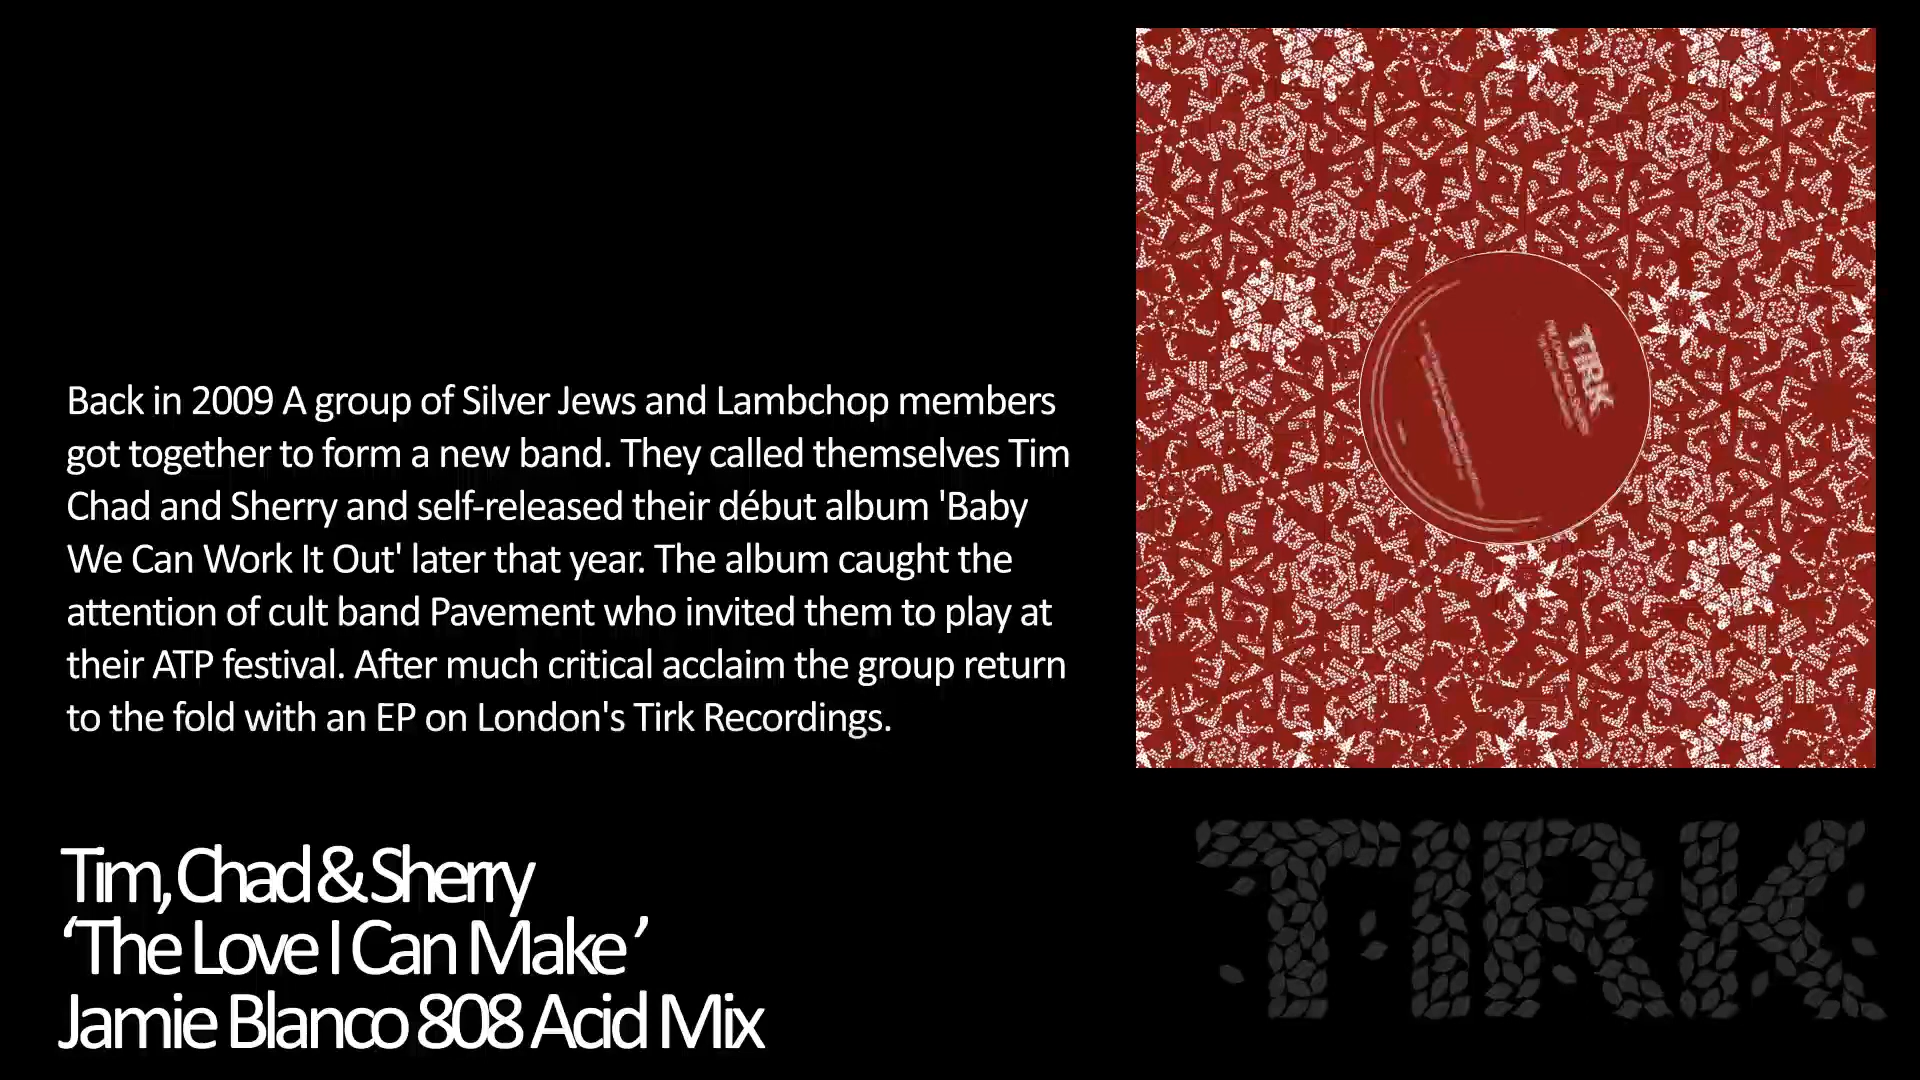 Back in 2009 A group of Silver Jews and Lambchop members
got together to form a new band. They called themselves Tim
Chad and Sherry and self-released their début album 'Baby
We Can Work It Out' later that year. The album caught the
attention of cult band Pavement who invited them to play at
their ATP festival. After much critical acclaim the group return
to the fold with an EP on London's Tirk Recordings.
Tim, Chad & Sherry
‘The Love I Can Make ’
Jamie Blanco 808 Acid Mix
TIRK
TIRK